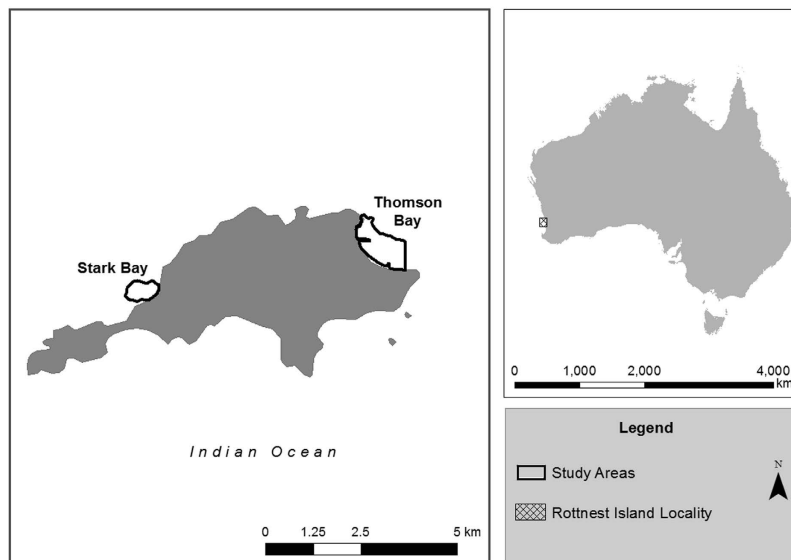 Thomson
Bay
Stark Bay
Indian Ocean
0 1.25 2.5 5 km
0 1,000 2,000 4,000
km
Legend
Study Areas
Rottnest Island Locality
N